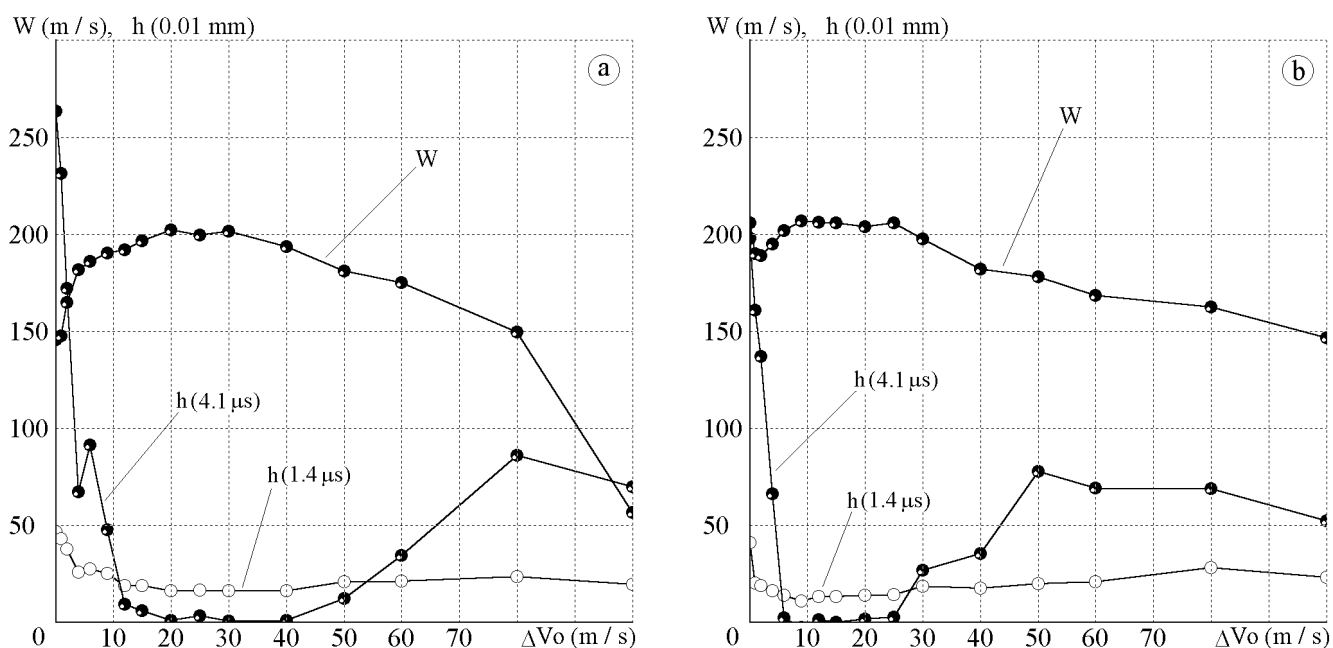 W (m / s), h (0.01 mm)
a
250
W
200
150
h (4.1 μs)
100
h (1.4 μs)
50
0 10 20 30 40 50 60 70 ΔVo (m / s)
W (m / s), h (0.01 mm)
b
250
W
200
150
h (4.1 μs)
100
h (1.4 μs)
50
0 10 20 30 40 50 60 70 ΔVo (m / s)